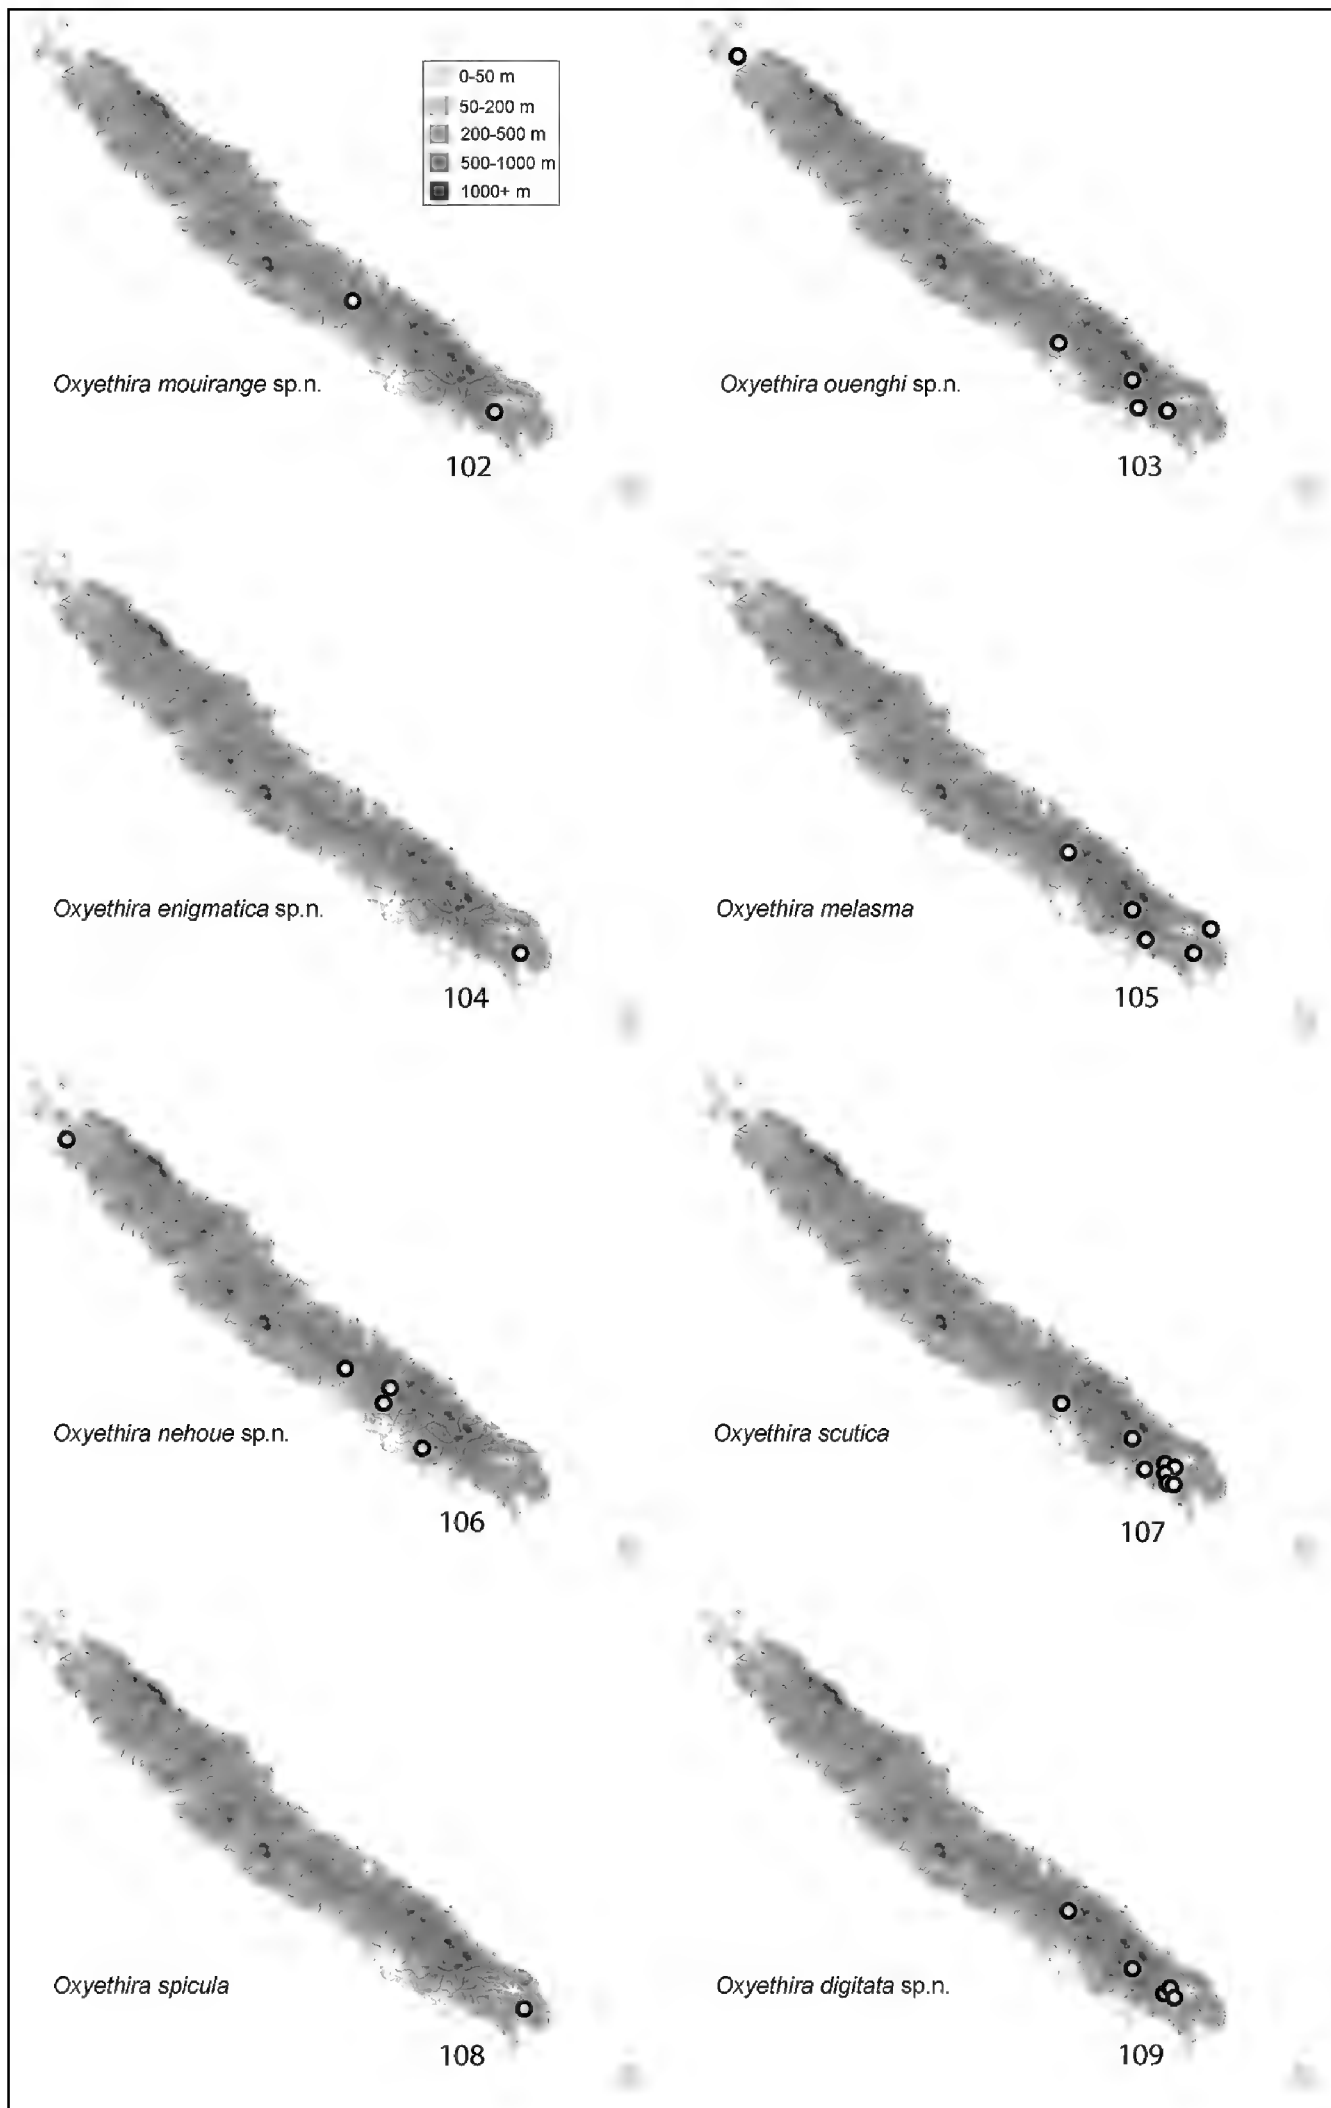 0-50 m
50-200 m
200-500 m
500-1000 m
1000+ m
Oxyethira mouirange sp.n.
102
Oxyethira ouenghi sp.n.
103
Oxyethira enigmatica sp.n.
104
Oxyethira melasma
105
Oxyethira nehoue sp.n.
106
Oxyethira scutica
107
Oxyethira spicula
108
Oxyethira digitata sp.n.
109